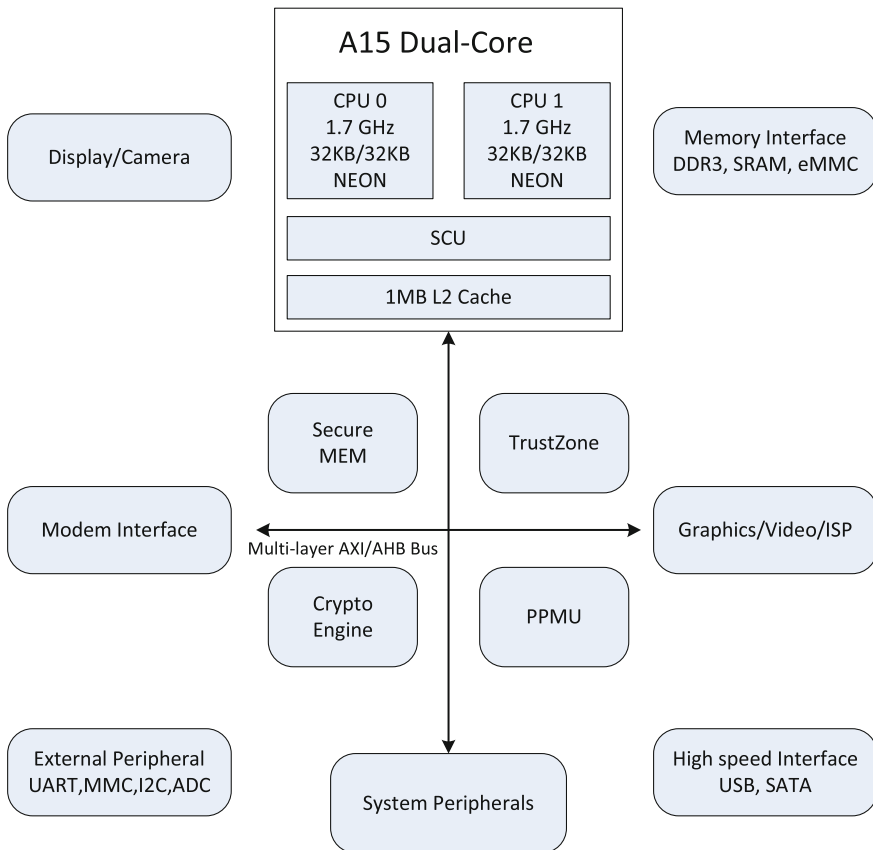 A15 Dual-Core
CPU 0
1.7 GHz
32KB/32KB
NEON
CPU 1
1.7 GHz
32KB/32KB
NEON
SCU
1MB L2 Cache
Display/Camera
Memory Interface
DDR3, SRAM, eMMC
Secure
MEM
TrustZone
Modem Interface
Multi-layer AXI/AHB Bus
Graphics/Video/ISP
Crypto
Engine
PPMU
External Peripheral
UART,MMC,I2C,ADC
System Peripherals
High speed Interface
USB, SATA